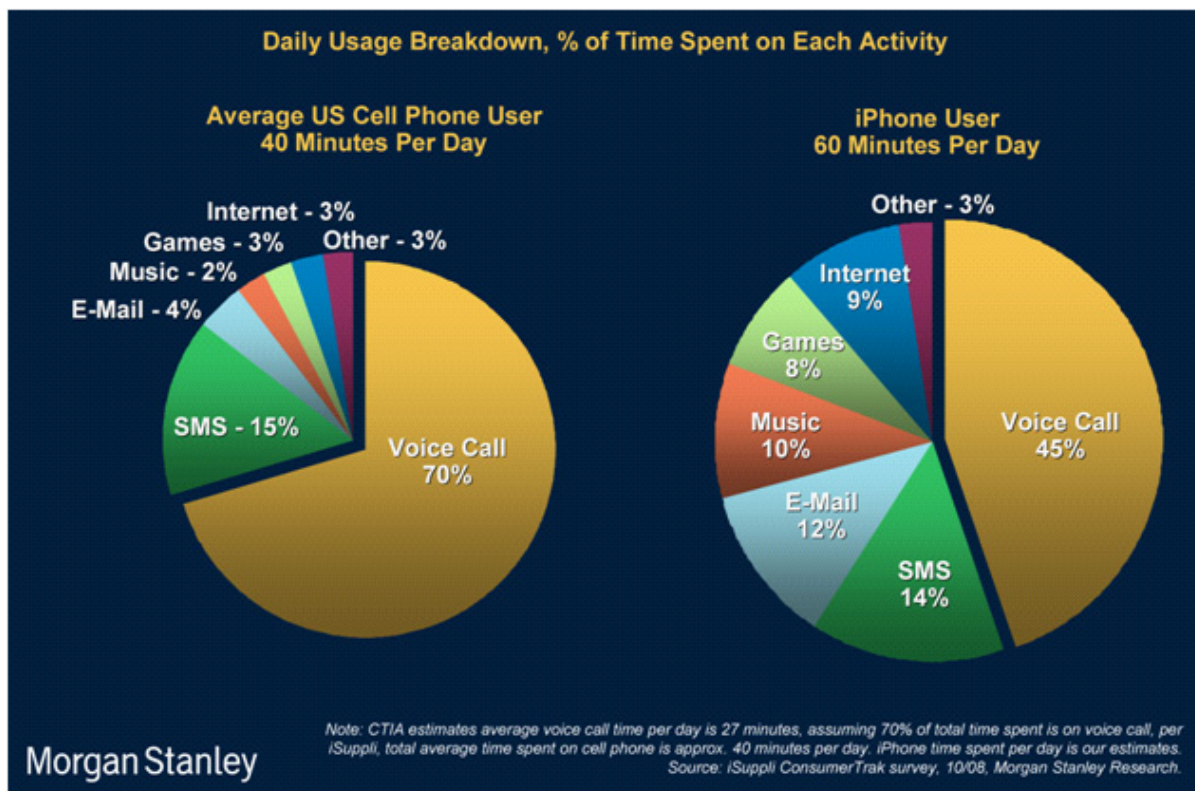 Daily Usage Breakdown, % of Time Spent on Each Activity
Average US Cell Phone User
40 Minutes Per Day
Internet - 3%
Games - 3%
Other - 3%
Music - 2%
E-Mail - 4%
SMS - 15%
Voice Call
70%
iPhone User
60 Minutes Per Day
Other - 3%
Internet
9%
Games
8%
Music
10%
E-Mail
12%
SMS
14%
Voice Call
45%
Note: CTIA estimates average voice call time per day is 27 minutes, assuming 70% of total time spent is on voice call, per
iSuppli, total average time spent on cell phone is approx. 40 minutes per day. iPhone time spent per day is our estimates.
Source: iSuppli ConsumerTrak survey, 10/08, Morgan Stanley Research.
Morgan Stanley